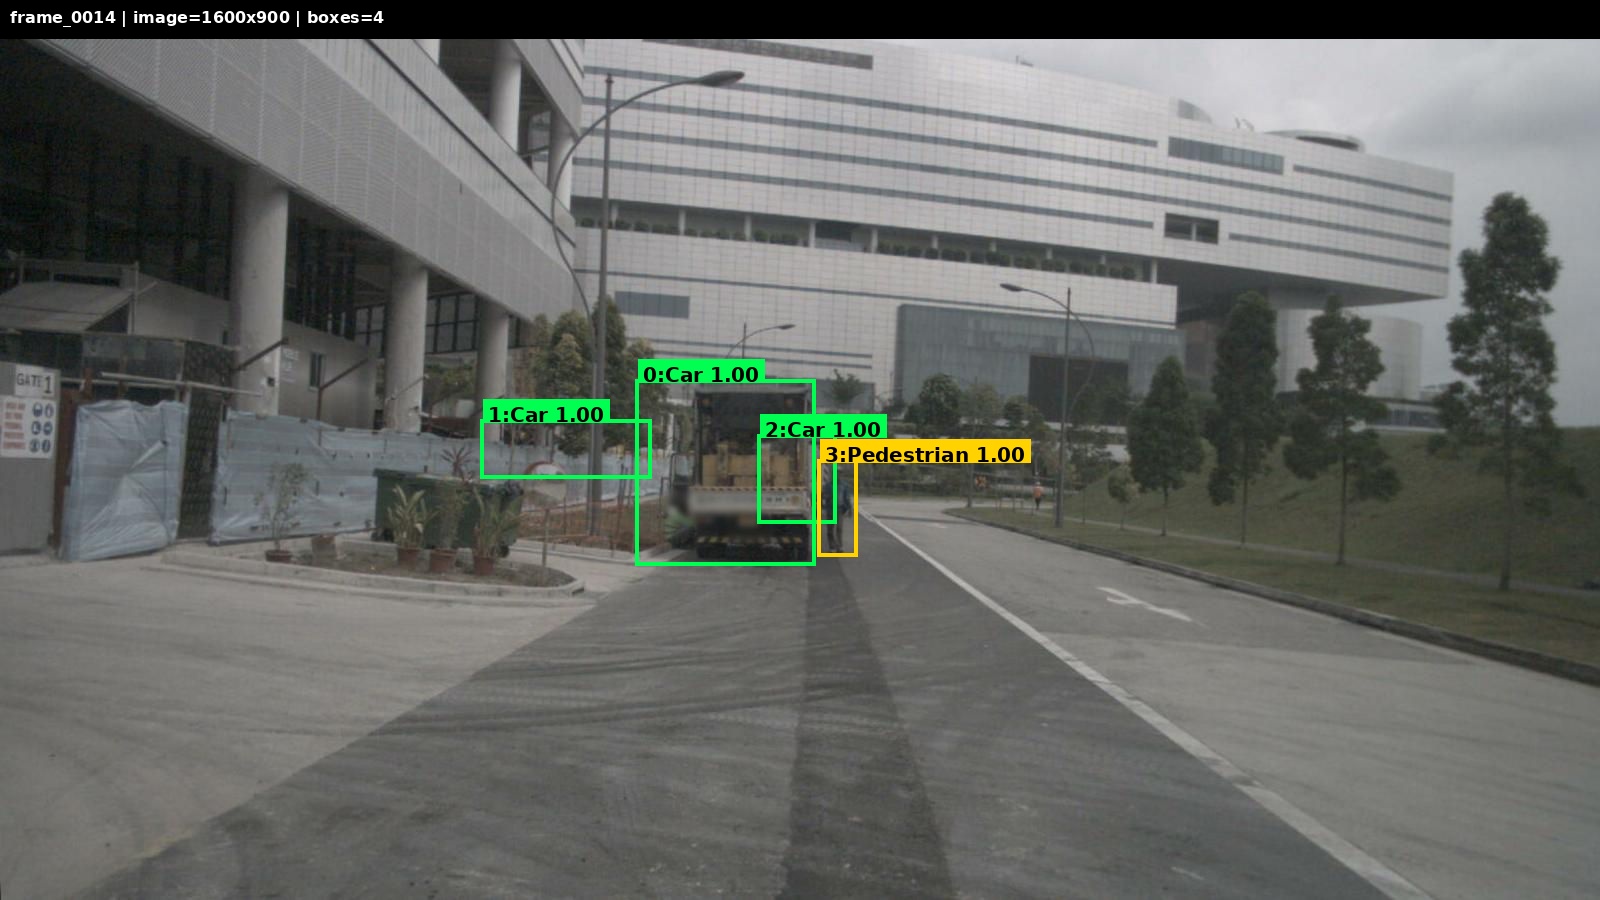 frame_0014 | image=1600x900 | boxes=4
0:Car 1.00
1:Car 1.00
2:Car 1.00
3:Pedestrian 1.00
GATE 1